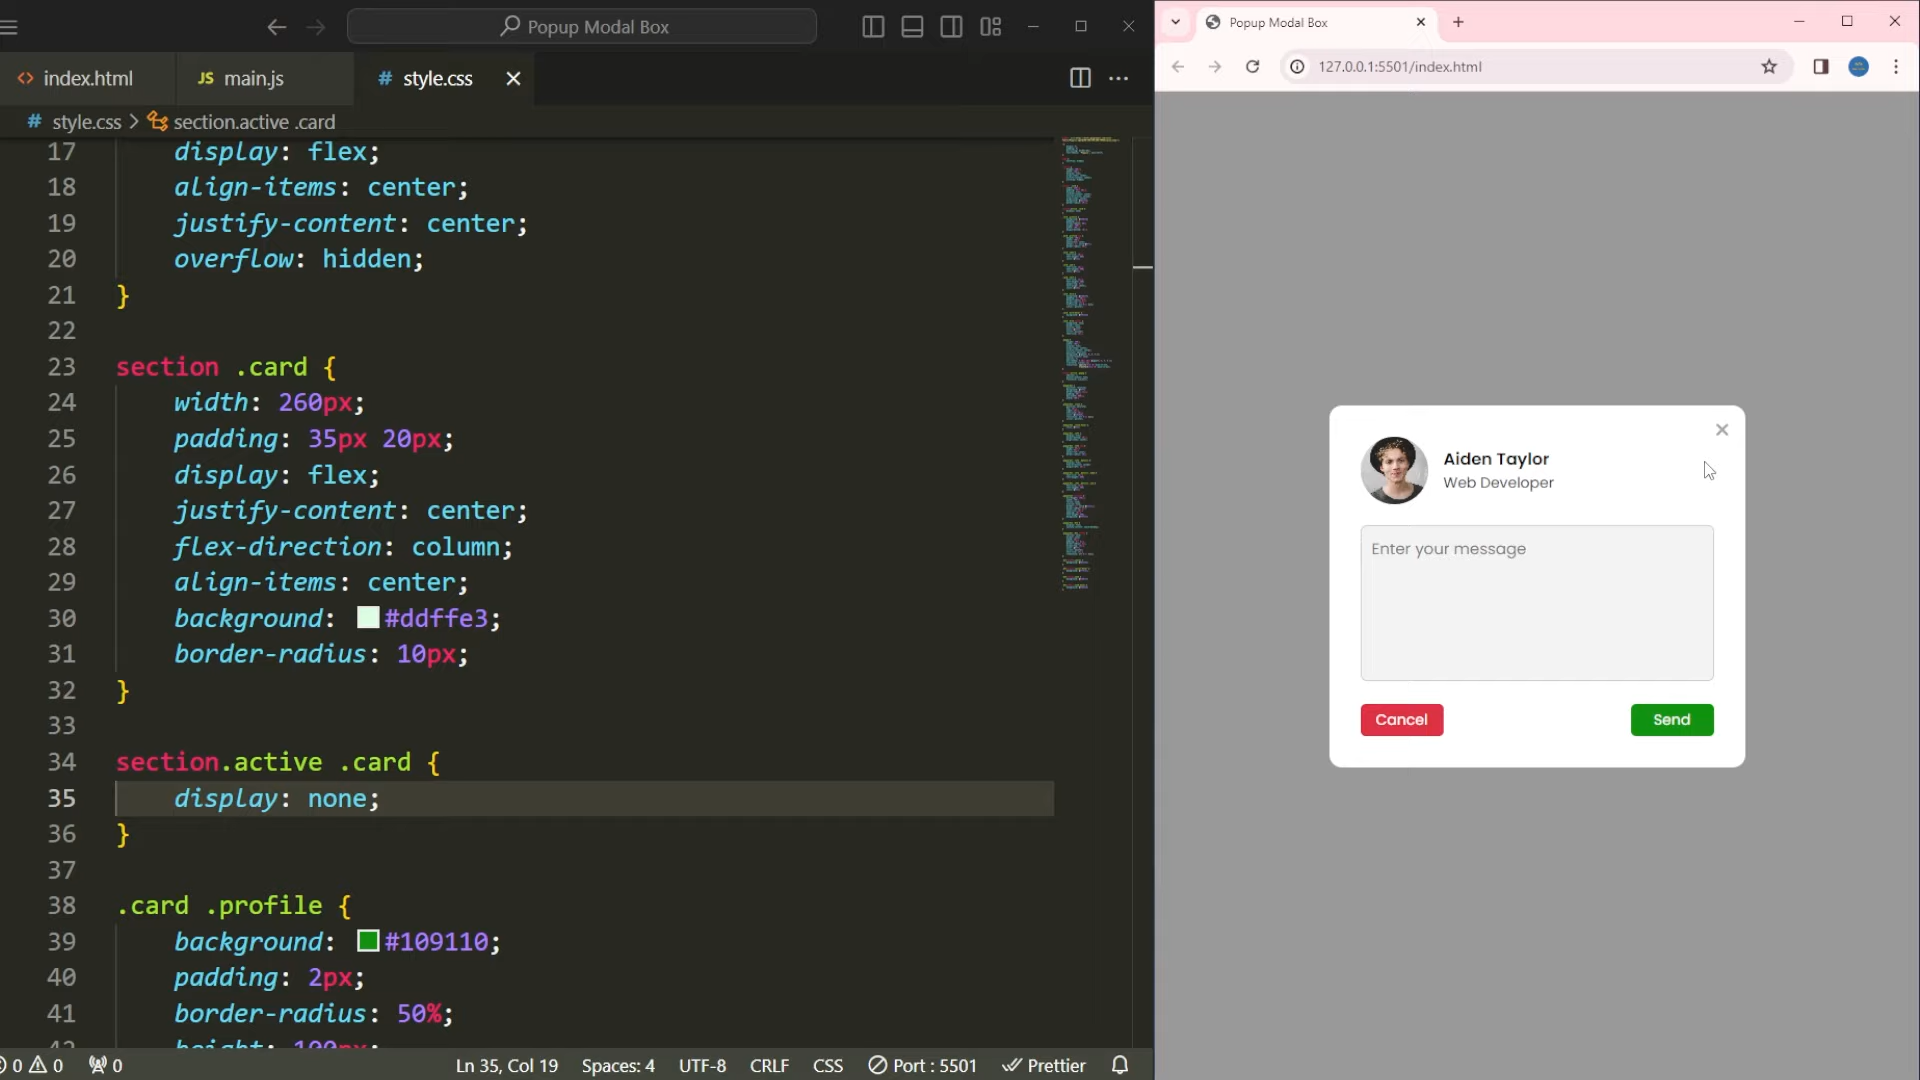 Popup Modal Box
index.html
JS main.js
# style.css
# style.css > section.active .card
17 display: flex;
18 align-items: center;
19 justify-content: center;
20 overflow: hidden;
21 }
22
23 section .card {
24 width: 260px;
25 padding: 35px 20px;
26 display: flex;
27 justify-content: center;
28 flex-direction: column;
29 align-items: center;
30 background: #ddffe3;
31 border-radius: 10px;
32 }
33
34 section.active .card {
35 display: none;
36 }
37
38 .card .profile {
39 background: #109110;
40 padding: 2px;
41 border-radius: 50%;
42 height: 100px;
0 0 0 Ln 35, Col 19 Spaces: 4 UTF-8 CRLF CSS Port : 5501 Prettier
Popup Modal Box
127.0.0.1:5501/index.html
Aiden Taylor
Web Developer
Enter your message
Cancel
Send